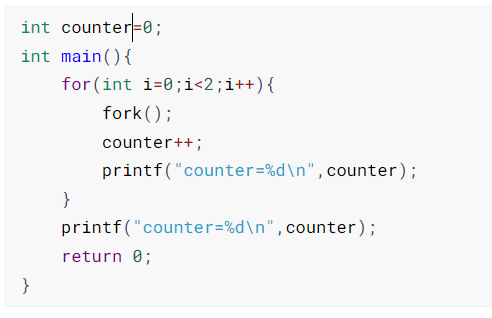 int counter=0;
int main(){
    for(int i=0;i<2;i++){
        fork();
        counter++;
        printf("counter=%d\n",counter);
    }
    printf("counter=%d\n",counter);
    return 0;
}